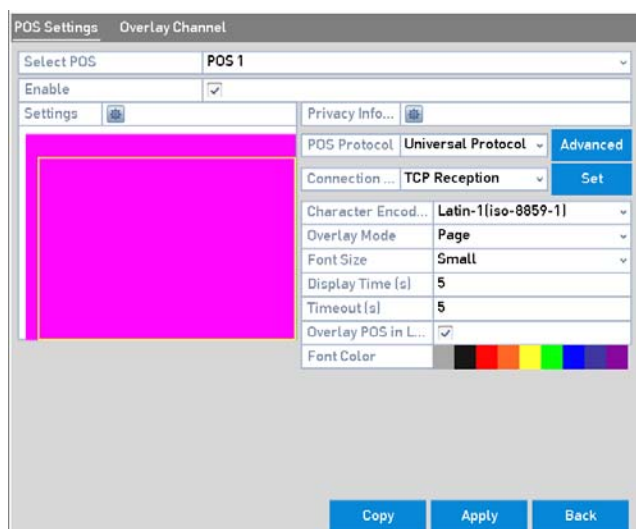 POS Settings Overlay Channel
Select POS POS 1
Enable
Settings Privacy Info...
POS Protocol Universal Protocol Advanced
Connection ... TCP Reception Set
Character Encod... Latin-1(iso-8859-1)
Overlay Mode Page
Font Size Small
Display Time (s) 5
Timeout (s) 5
Overlay POS in L...
Font Color
Copy Apply Back